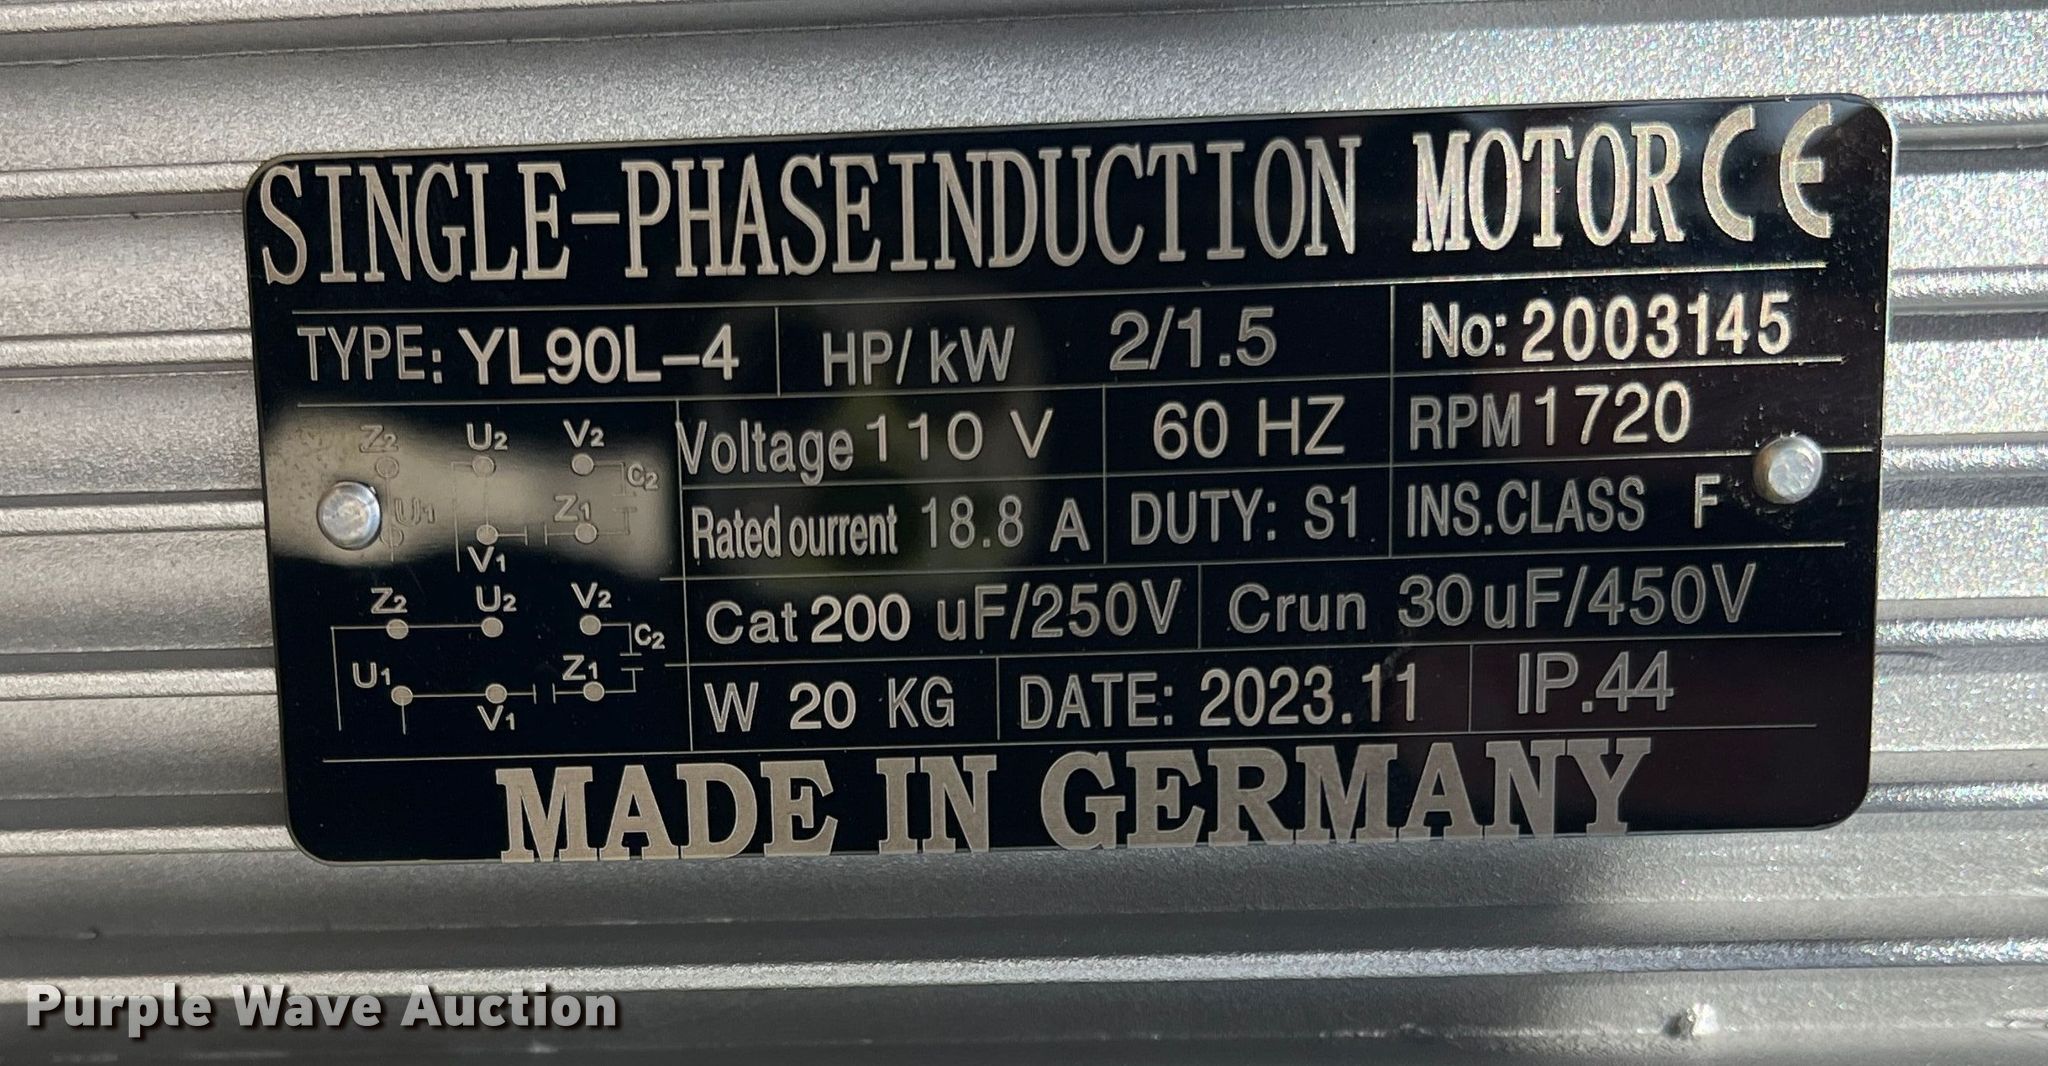 SINGLE-PHASEINDUCTION MOTOR CE
TYPE: YL90L-4 HP/kW 2/1.5 No: 2003145
Z2 U2 V2 Voltage 110 V 60 HZ RPM 1720
C2
U1 Z1 Rated ourrent 18.8 A DUTY: S1 INS.CLASS F
V1
Z2 U2 V2 Cat 200 uF/250V Crun 30uF/450V
C2
U1 Z1 W 20 KG DATE: 2023.11 IP.44
V1
MADE IN GERMANY
Purple Wave Auction